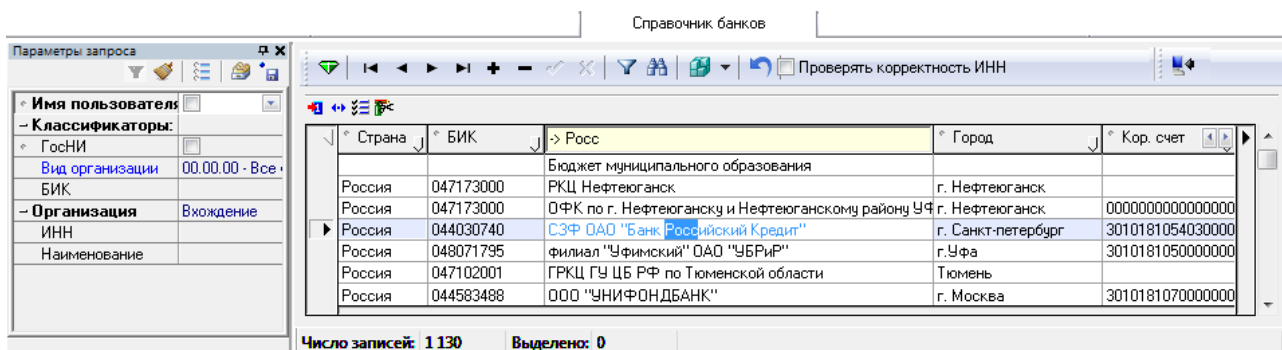 Справочник банков
Параметры запроса
Проверять корректность ИНН
Имя пользователя
Классификаторы:
ГосНИ
Вид организации 00.00.00 - Все
БИК
Организация Вхождение
ИНН
Наименование
Страна БИК -> Росс Город Кор. счет
Бюджет муниципального образования
Россия 047173000 РКЦ Нефтеюганск г. Нефтеюганск
Россия 047173000 ОФК по г. Нефтеюганску и Нефтеюганскому району УФ г. Нефтеюганск 0000000000000000
Россия 044030740 СЗФ ОАО "Банк Российский Кредит" г. Санкт-петербург 3010181054030000
Россия 048071795 филиал "Уфимский" ОАО "УБРиР" г.Уфа 3010181050000000
Россия 047102001 ГРКЦ ГУ ЦБ РФ по Тюменской области Тюмень
Россия 044583488 ООО "УНИФОНДБАНК" г. Москва 3010181070000000
Число записей: 1 130 Выделено: 0